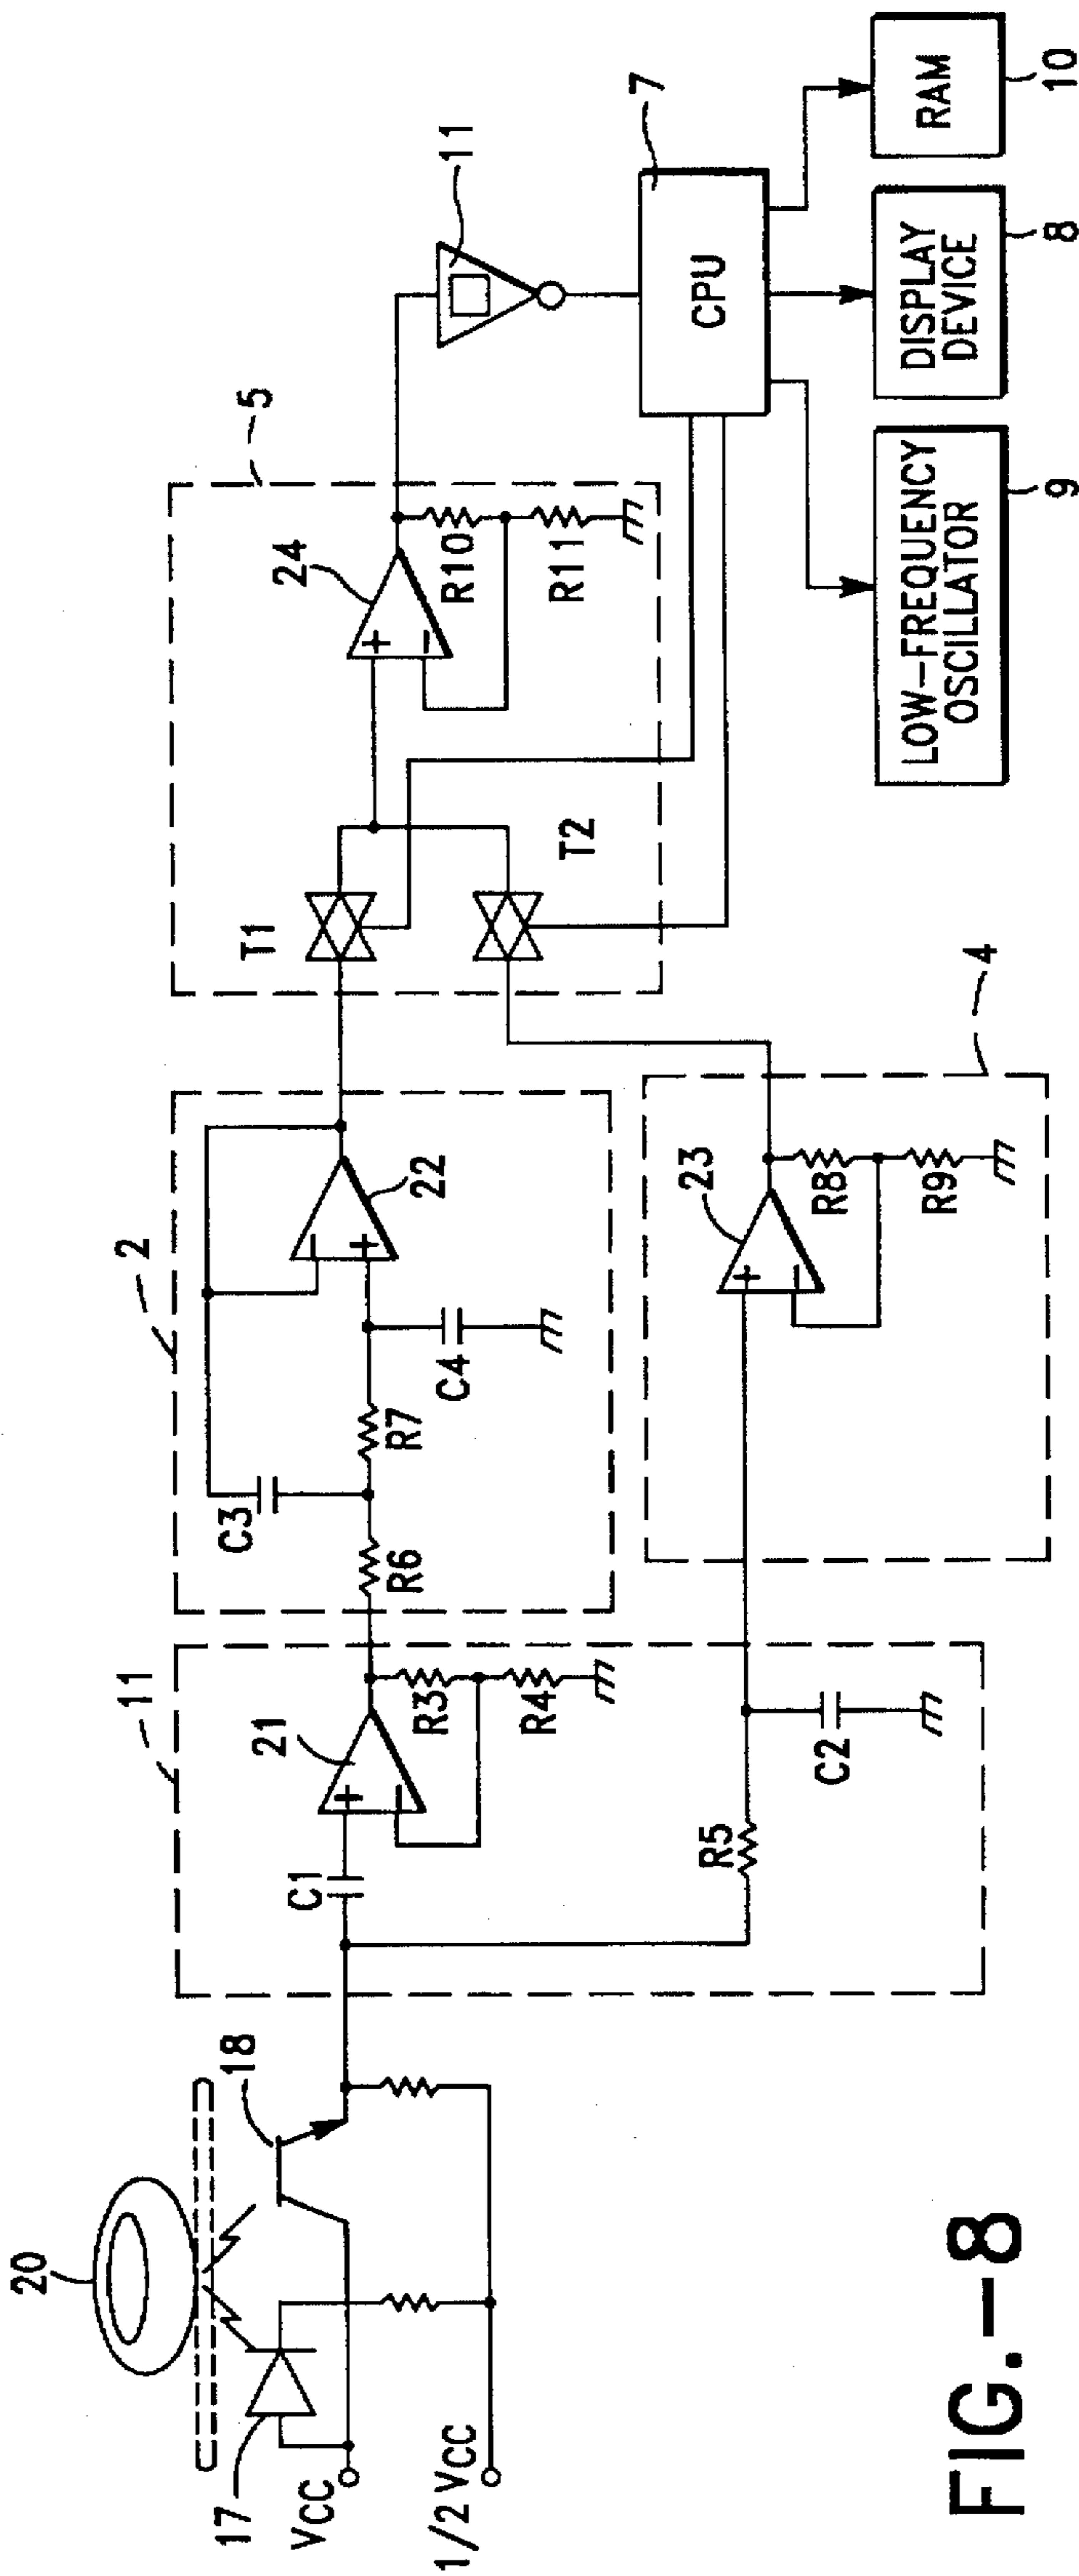 20
17
18
VCC
1/2 VCC
11
C1
21
R3
R4
R5
C2
2
C3
R6
R7
C4
22
4
23
R8
R9
5
T1
T2
24
R10
R11
11
7
CPU
LOW-FREQUENCY
OSCILLATOR
9
DISPLAY
DEVICE
8
RAM
10
+
−
−
+
+
−
+
−
FIG.-8